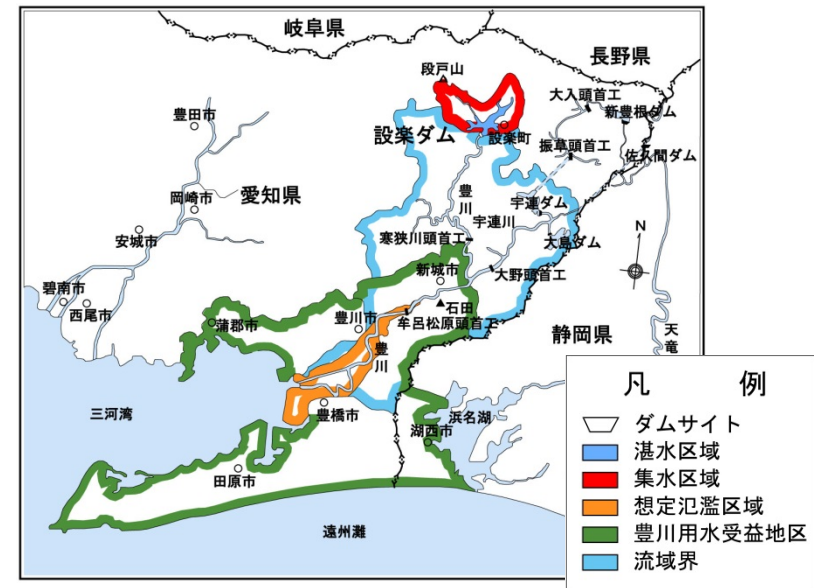 岐阜県
長野県
段戸山
大入頭首工
新豊根ダム
豊田市
設楽ダム
設楽町
振草頭首工
佐久間ダム
岡崎市
愛知県
豊川
宇連ダム
宇連川
N
安城市
寒狭川頭首工
大島ダム
新城市
大野頭首工
碧南市
西尾市
石田
蒲郡市
豊川市
牟呂松原頭首工
静岡県
豊川
天竜
三河湾
豊橋市
浜名湖
湖西市
田原市
遠州灘
凡 例
ダムサイト
湛水区域
集水区域
想定氾濫区域
豊川用水受益地区
流域界